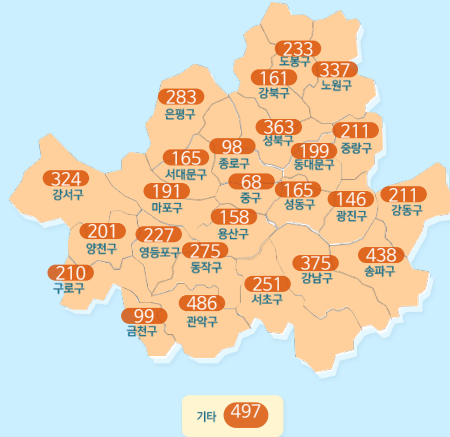 233
도봉구
337
노원구
161
강북구
283
은평구
363
성북구
211
중랑구
98
종로구
199
동대문구
165
서대문구
324
강서구
191
마포구
68
중구
165
성동구
146
광진구
211
강동구
158
용산구
201
양천구
227
영등포구
275
동작구
375
강남구
438
송파구
210
구로구
251
서초구
486
관악구
99
금천구
기타 497